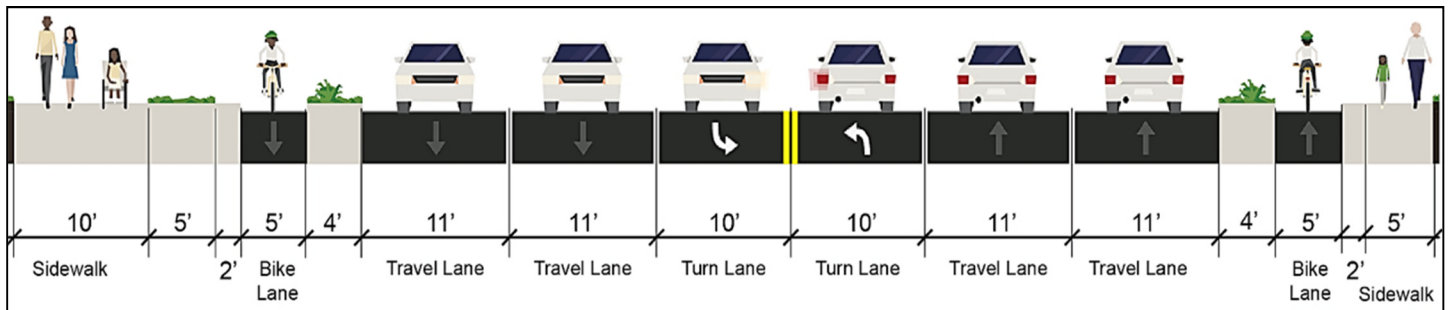 10’ 5’ 5’ 4’ 11’ 11’ 10’ 10’ 11’ 11’ 4’ 5’ 5’
Sidewalk 2’ Bike Lane Travel Lane Travel Lane Turn Lane Turn Lane Travel Lane Travel Lane Bike Lane 2’ Sidewalk